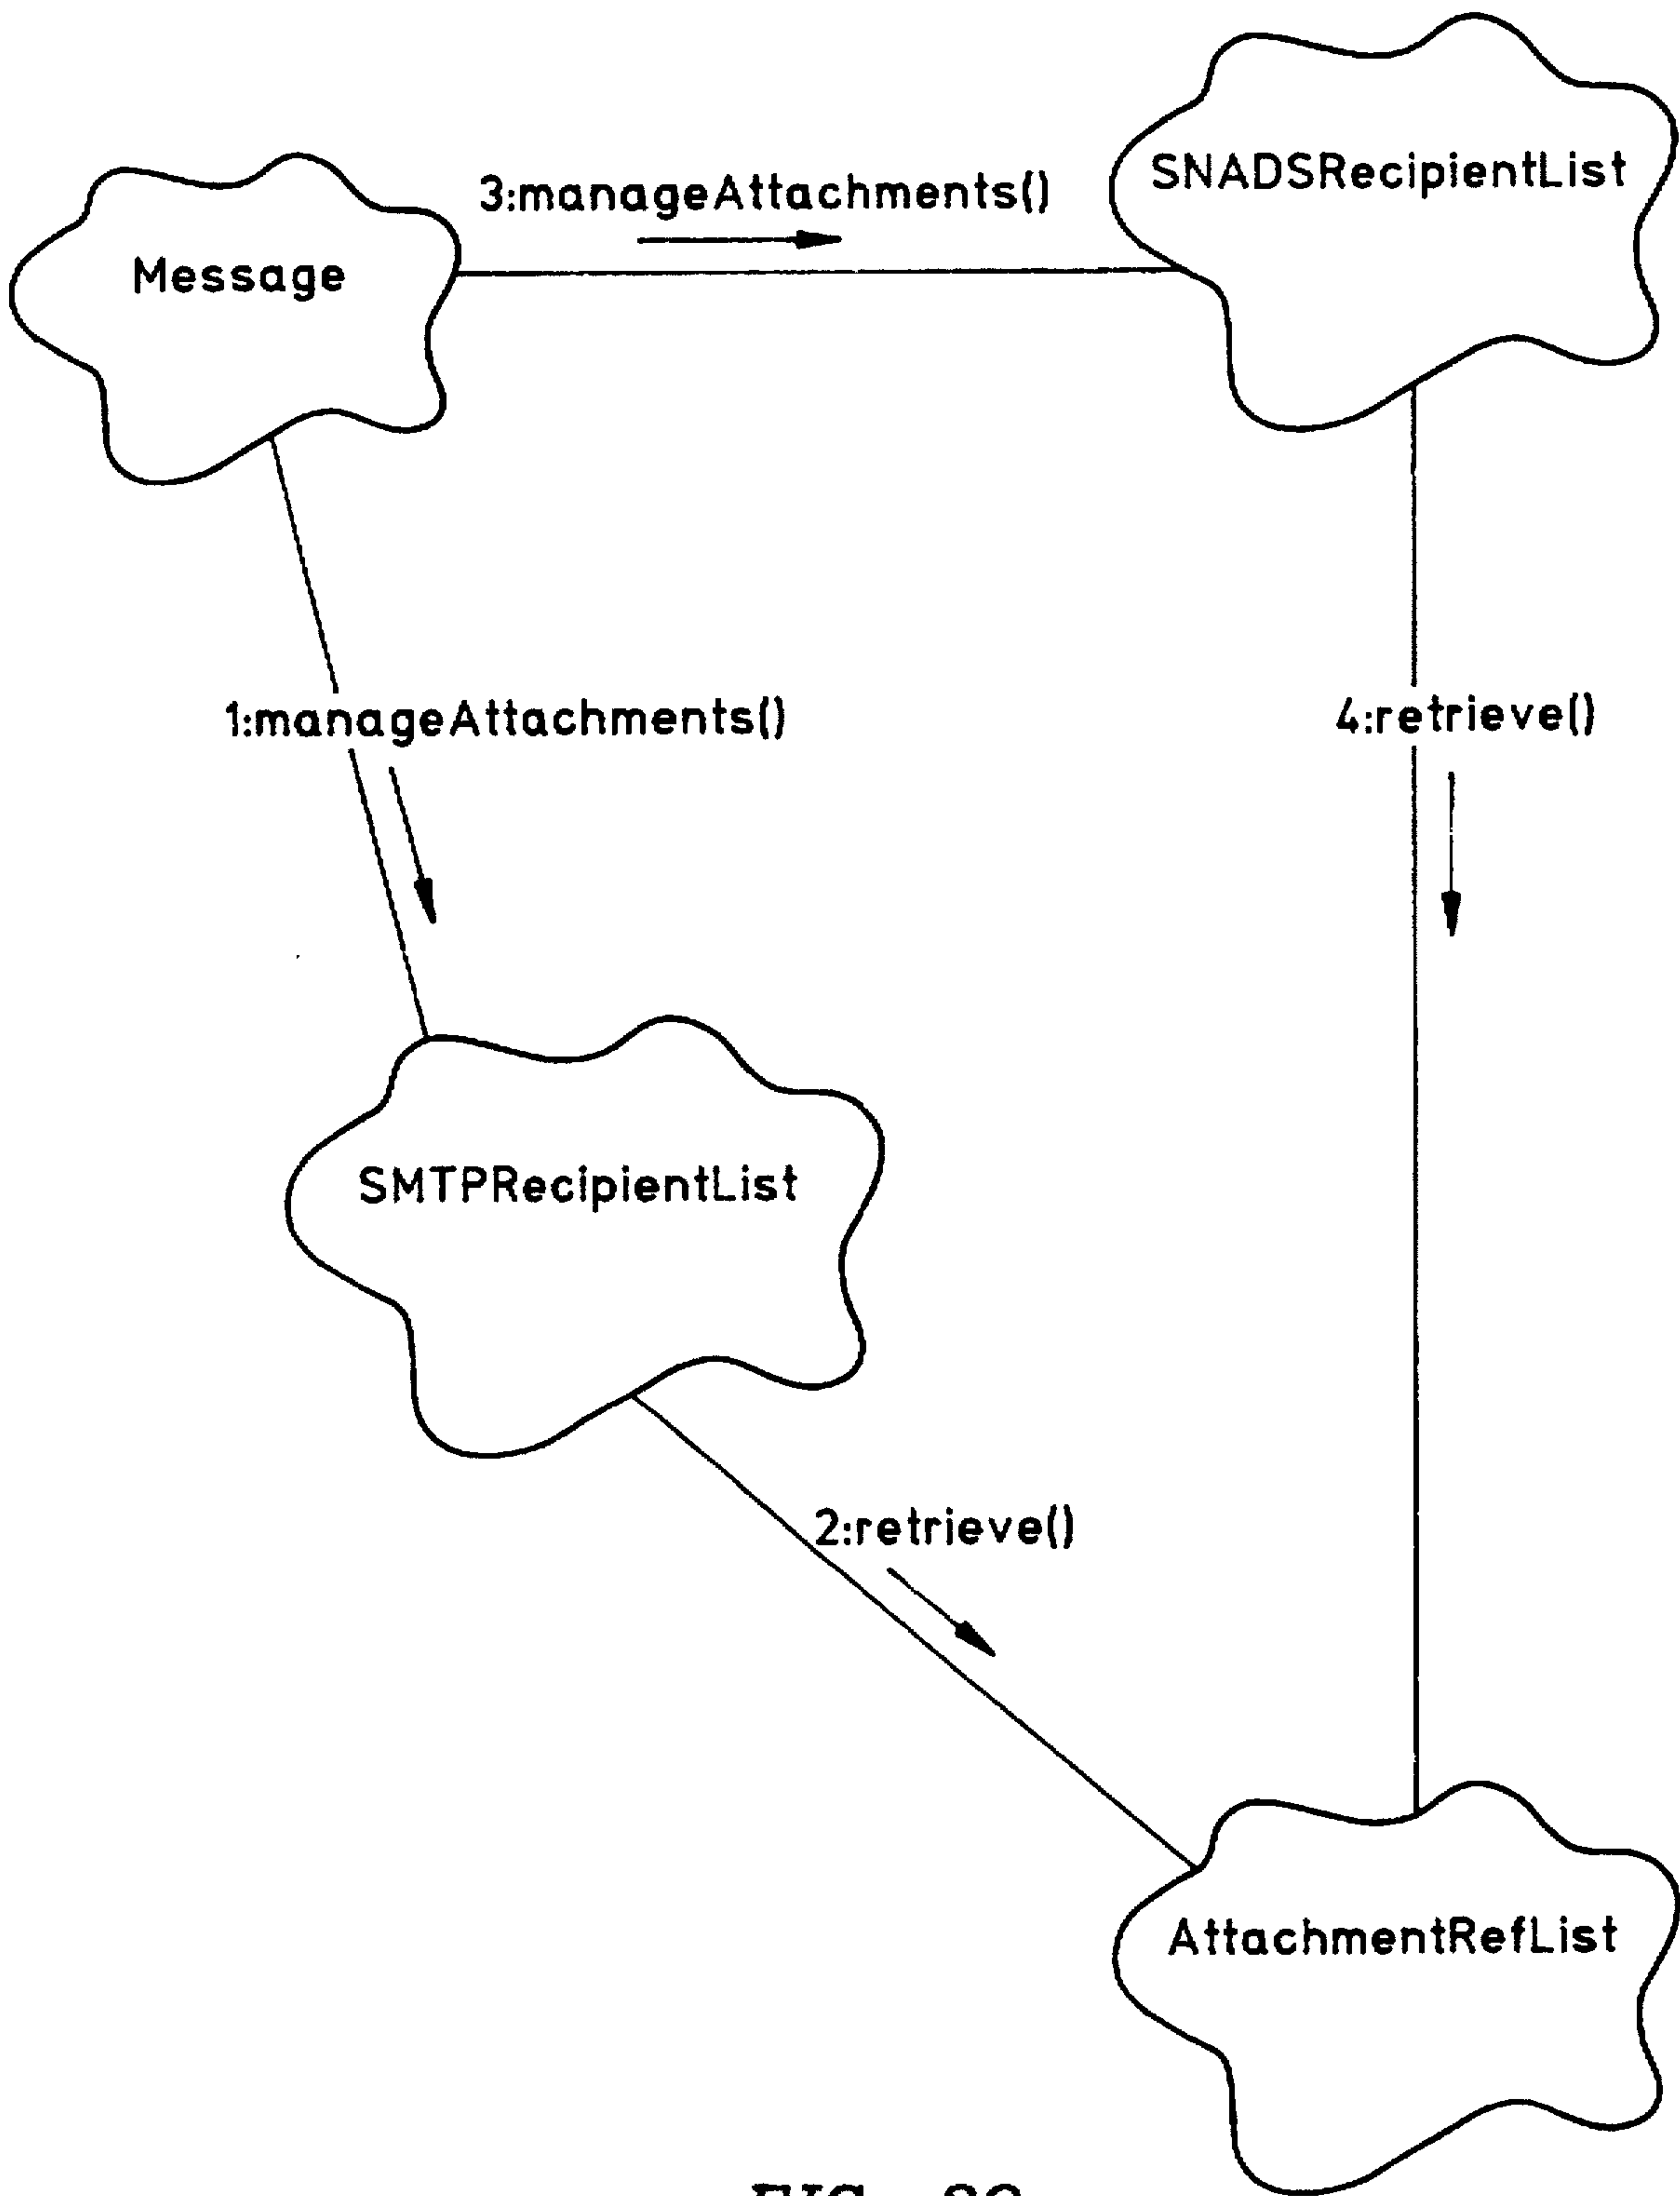 SNADSRecipientList
3:manageAttachments()
Message
1:manageAttachments()
4:retrieve()
SMTPRecipientList
2:retrieve()
AttachmentRefList